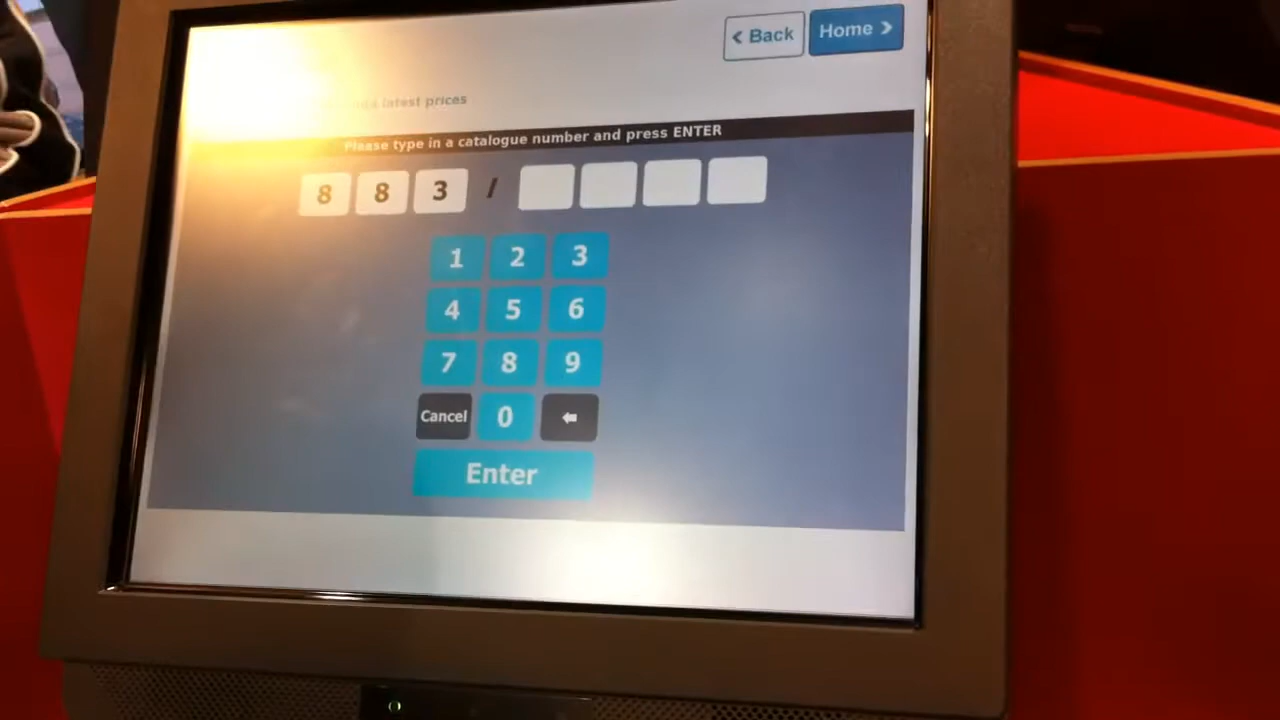 < Back Home >
latest prices
Please type in a catalogue number and press ENTER
8 8 3 /
1 2 3
4 5 6
7 8 9
Cancel 0
Enter